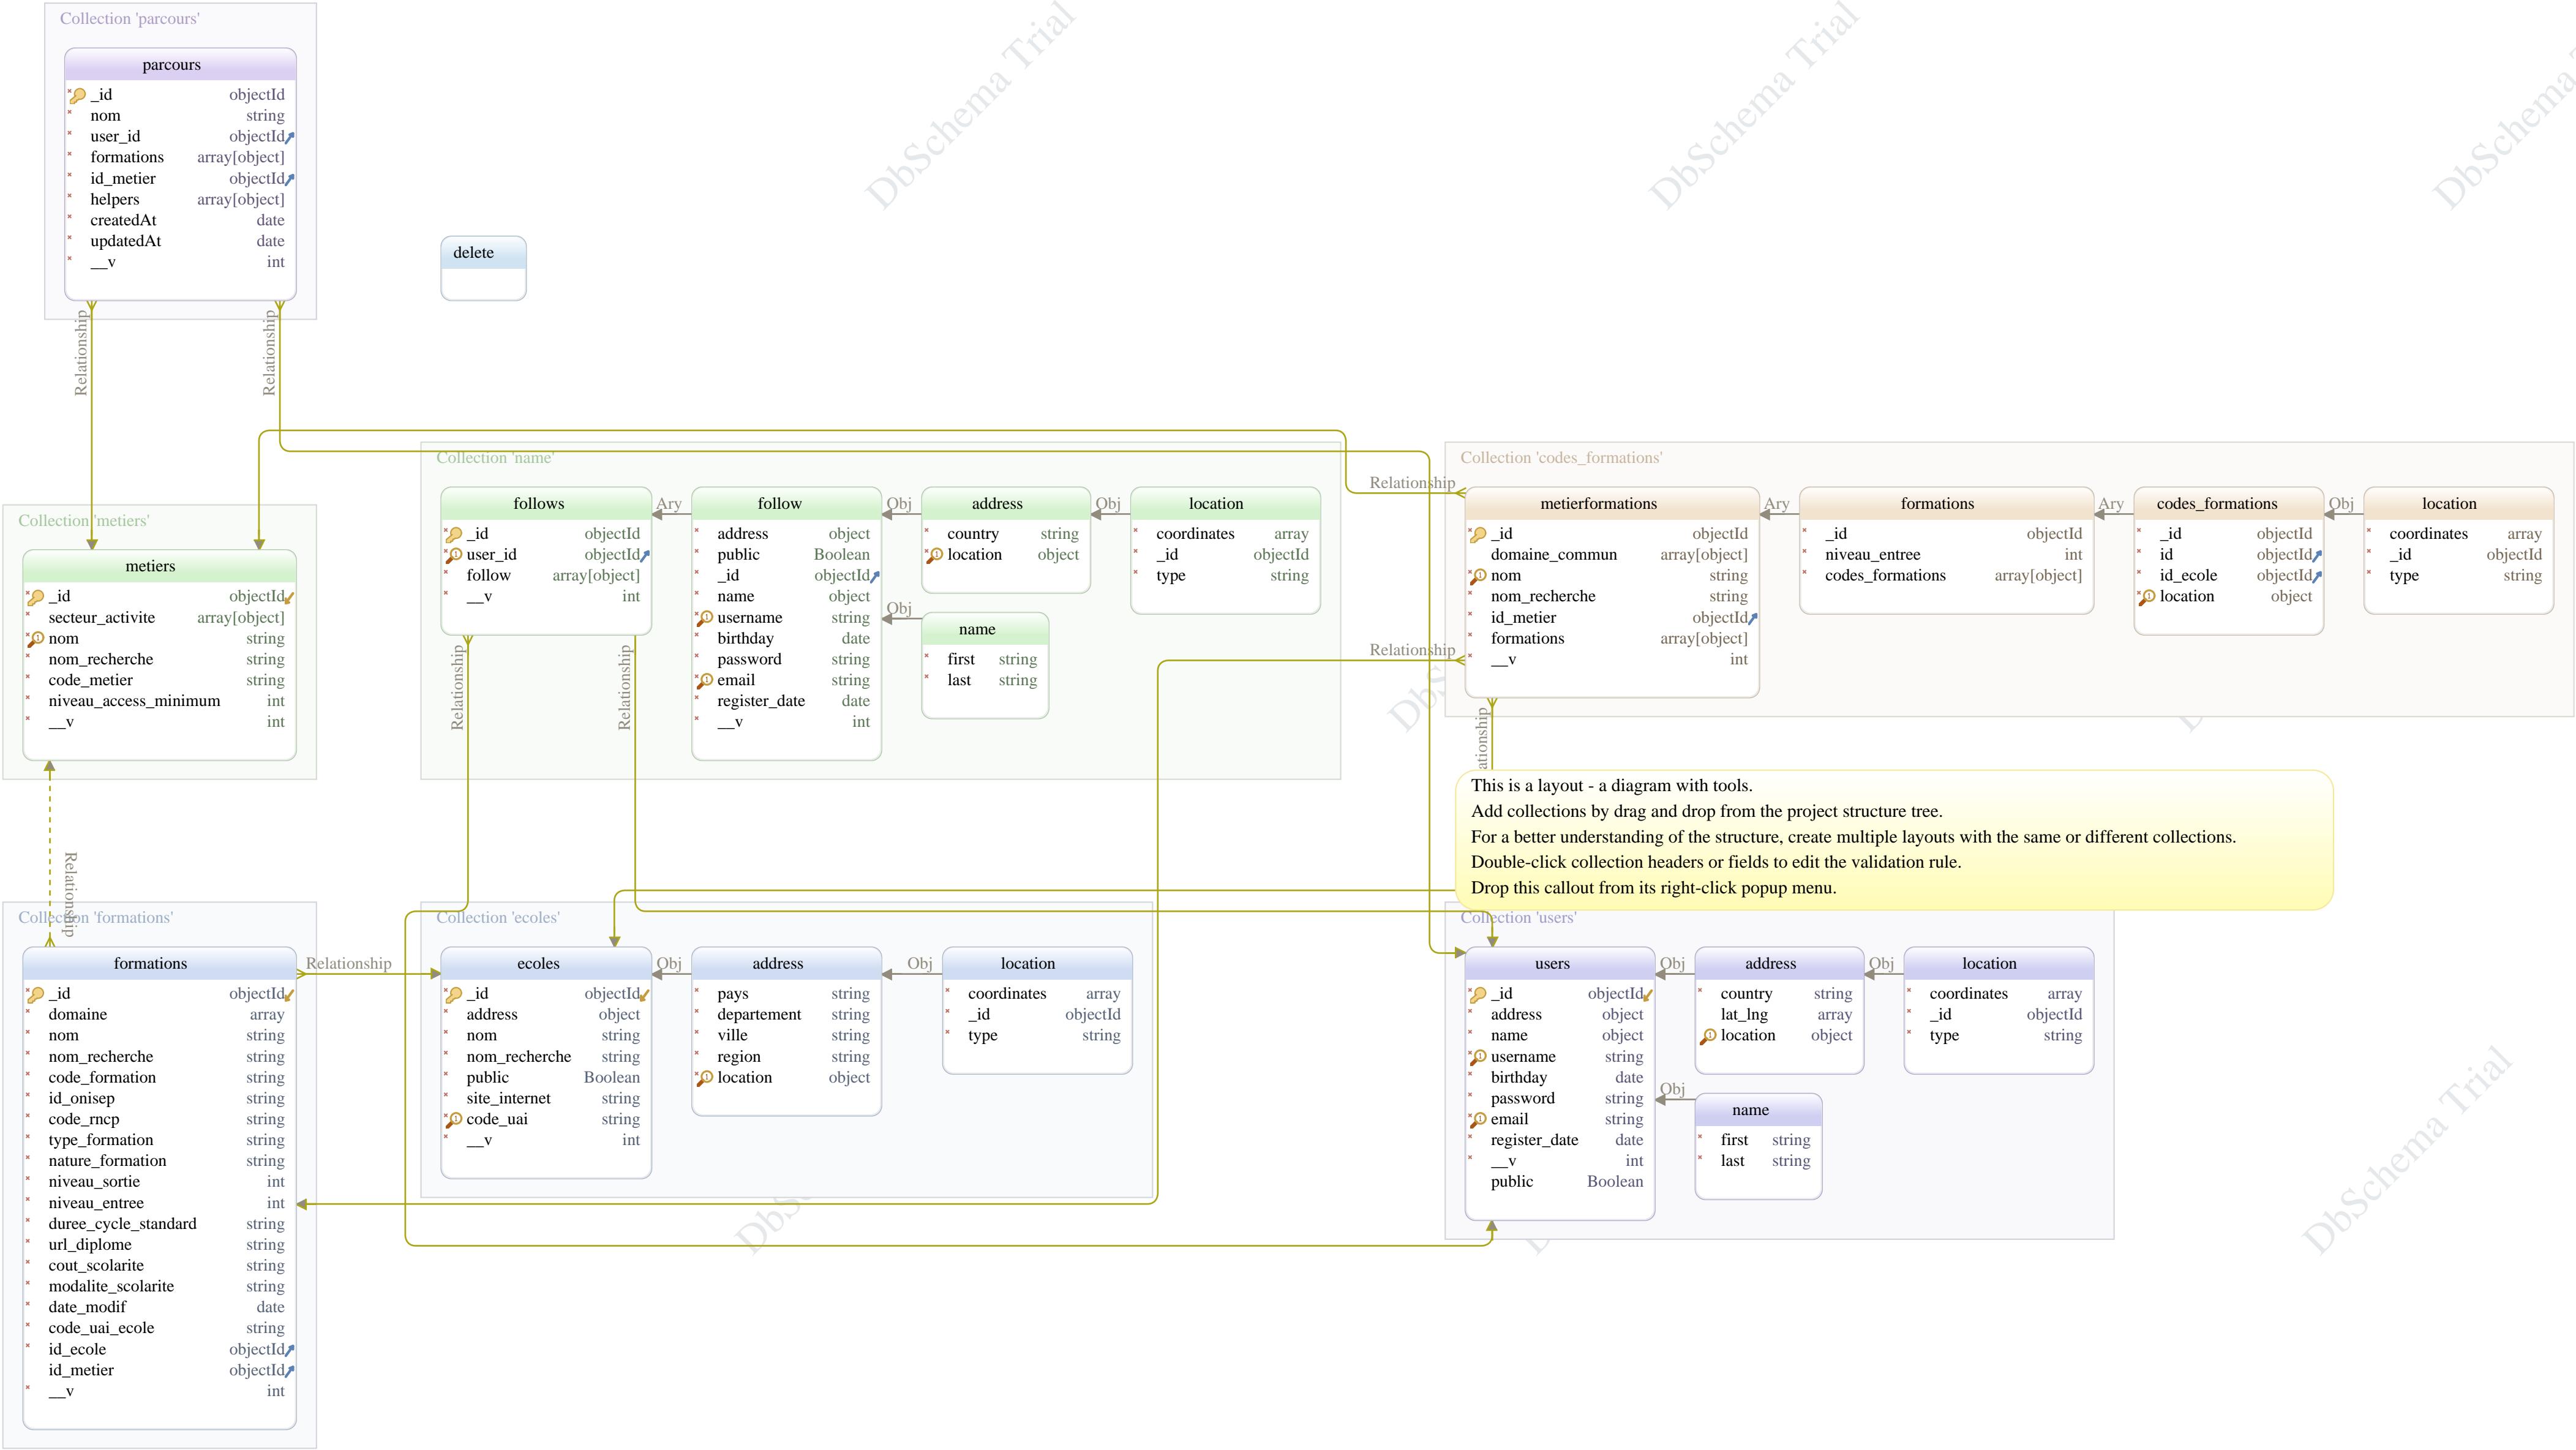 Collection 'parcours'
parcours
_id objectId
nom string
user_id objectId
formations array[object]
id_metier objectId
helpers array[object]
createdAt date
updatedAt date
__v int
delete
DbSchema Trial
DbSchema Trial
DbSchema Trial
Relationship
Relationship
Collection 'metiers'
metiers
_id objectId
secteur_activite array[object]
nom string
nom_recherche string
code_metier string
niveau_access_minimum int
__v int
Collection 'name'
follows
_id objectId
user_id objectId
follow array[object]
__v int
Ary
follow
address object
public Boolean
_id objectId
name object
username string
birthday date
password string
email string
register_date date
__v int
Obj
address
country string
location object
Obj
location
coordinates array
_id objectId
type string
Obj
name
first string
last string
Relationship
Relationship
Relationship
Relationship
Collection 'codes_formations'
metierformations
_id objectId
domaine_commun array[object]
nom string
nom_recherche string
id_metier objectId
formations array[object]
__v int
Ary
formations
_id objectId
niveau_entree int
codes_formations array[object]
Ary
codes_formations
_id objectId
id objectId
id_ecole objectId
location object
Obj
location
coordinates array
_id objectId
type string
This is a layout - a diagram with tools.
Add collections by drag and drop from the project structure tree.
For a better understanding of the structure, create multiple layouts with the same or different collections.
Double-click collection headers or fields to edit the validation rule.
Drop this callout from its right-click popup menu.
Relationship
Collection 'formations'
formations
_id objectId
domaine array
nom string
nom_recherche string
code_formation string
id_onisep string
code_rncp string
type_formation string
nature_formation string
niveau_sortie int
niveau_entree int
duree_cycle_standard string
url_diplome string
cout_scolarite string
modalite_scolarite string
date_modif date
code_uai_ecole string
id_ecole objectId
id_metier objectId
__v int
Relationship
Collection 'ecoles'
ecoles
_id objectId
address object
nom string
nom_recherche string
public Boolean
site_internet string
code_uai string
__v int
Obj
address
pays string
departement string
ville string
region string
location object
Obj
location
coordinates array
_id objectId
type string
Collection 'users'
users
_id objectId
address object
name object
username string
birthday date
password string
email string
register_date date
__v int
public Boolean
Obj
address
country string
lat_lng array
location object
Obj
location
coordinates array
_id objectId
type string
Obj
name
first string
last string
DbSchema Trial